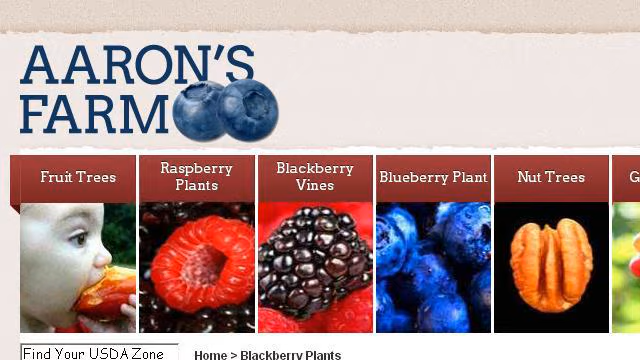 AARON'S
FARM
Fruit Trees
Raspberry
Plants
Blackberry
Vines
Blueberry Plant
Nut Trees
G
Find Your USDA Zone
Home > Blackberry Plants